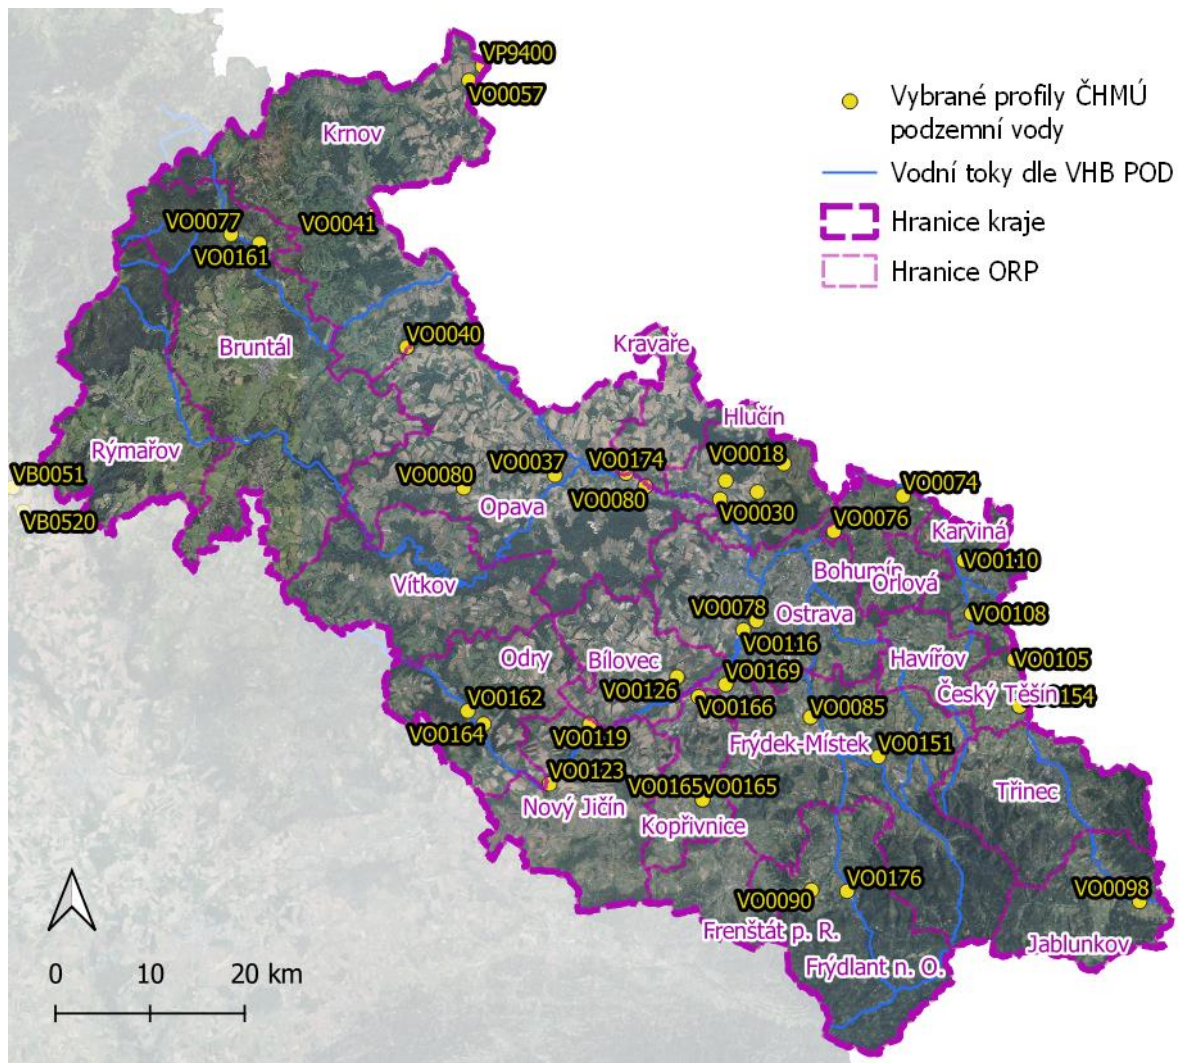 VP9400
VO0057
Krnov
Vybrané profily ČHMÚ
podzemní vody
Vodní toky dle VHB POD
Hranice kraje
Hranice ORP
VO0077
VO0041
VO0161
Bruntál
VO0040
Kravaře
Hlučín
Rýmařov
VB0051
VB0520
VO0080
VO0037
VO0174
VO0018
Opava
VO0080
VO0030
VO0074
VO0076
Karviná
VO0110
Bohumín
Orlová
Vítkov
VO0078
Ostrava
VO0108
VO0116
Odry
Bílovec
Havířov
VO0105
VO0126
VO0169
Český Těšín
154
VO0162
VO0166
VO0085
VO0164
VO0119
Frýdek-Místek
VO0151
VO0123
VO0165
VO0165
Třinec
Nový Jičín
Kopřivnice
VO0090
VO0176
VO0098
Frenštát p. R.
Jablunkov
Frýdlant n. O.
0 10 20 km